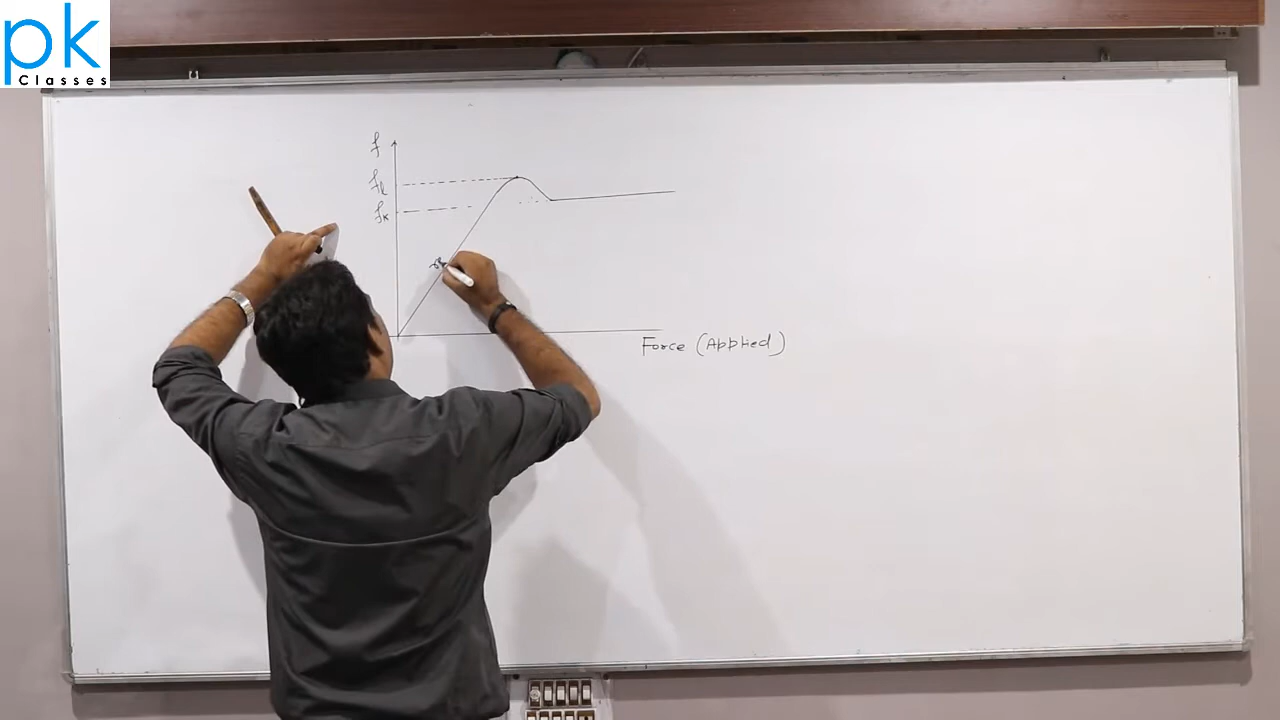 pk
Classes
f
fl
fk
Force (Applied)